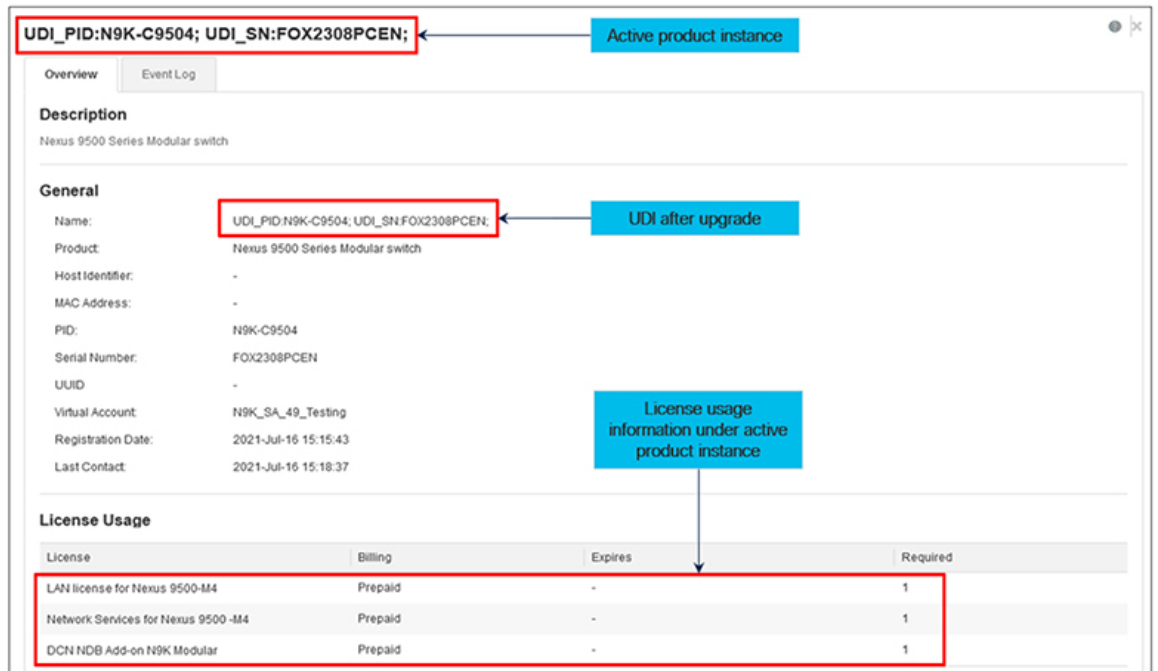 UDI_PID:N9K-C9504; UDI_SN:FOX2308PCEN;
Active product instance
Overview
Event Log
Description
Nexus 9500 Series Modular switch
General
Name: UDI_PID:N9K-C9504; UDI_SN:FOX2308PCEN;
UDI after upgrade
Product: Nexus 9500 Series Modular switch
Host Identifier: -
MAC Address: -
PID: N9K-C9504
Serial Number: FOX2308PCEN
UUID -
Virtual Account: N9K_SA_49_Testing
Registration Date: 2021-Jul-16 15:15:43
Last Contact: 2021-Jul-16 15:18:37
License usage
information under active
product instance
License Usage
License Billing Expires Required
LAN license for Nexus 9500-M4 Prepaid - 1
Network Services for Nexus 9500 -M4 Prepaid - 1
DCN NDB Add-on N9K Modular Prepaid - 1